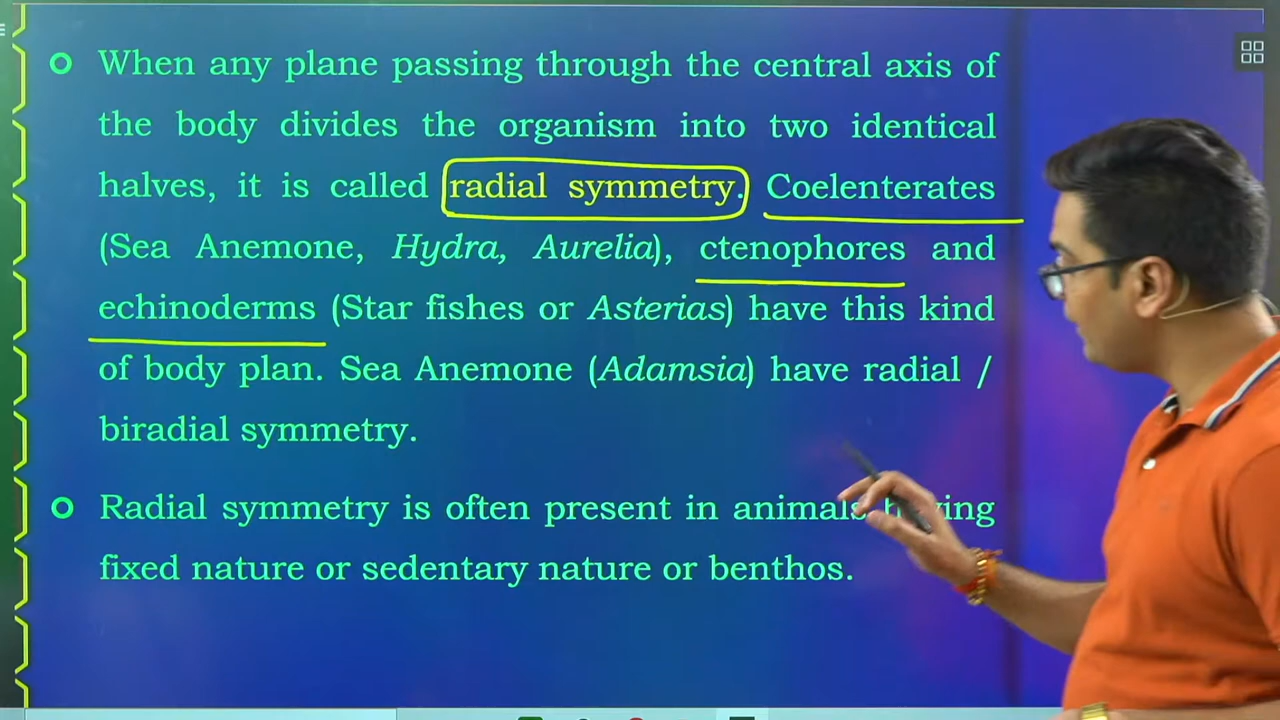 When any plane passing through the central axis of
the body divides the organism into two identical
halves, it is called radial symmetry. Coelenterates
(Sea Anemone, Hydra, Aurelia), ctenophores and
echinoderms (Star fishes or Asterias) have this kind
of body plan. Sea Anemone (Adamsia) have radial /
biradial symmetry.
Radial symmetry is often present in animals
fixed nature or sedentary nature or benthos.